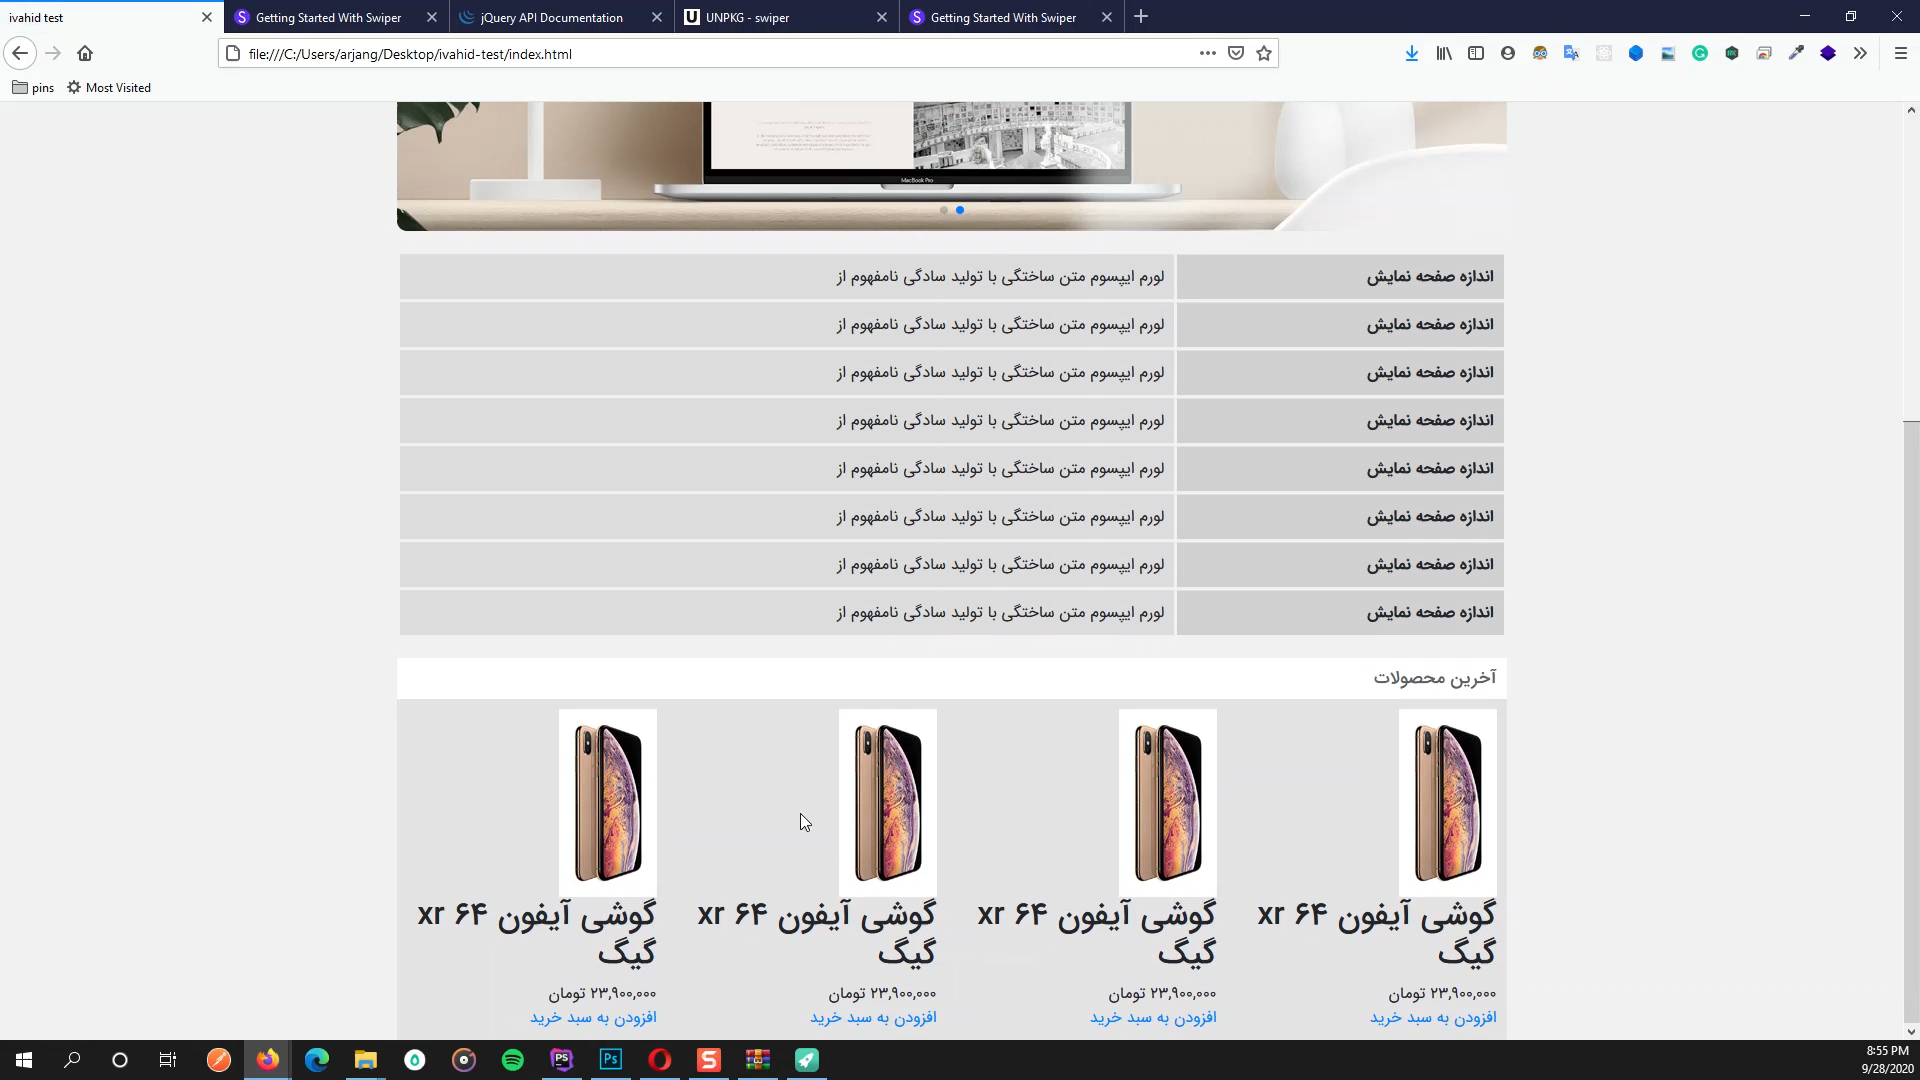 ivahid test
Getting Started With Swiper
jQuery API Documentation
UNPKG - swiper
Getting Started With Swiper
file:///C:/Users/arjang/Desktop/ivahid-test/index.html
pins
Most Visited
MacBook Pro
اندازه صفحه نمایش
لورم ایپسوم متن ساختگی با تولید سادگی نامفهوم از
اندازه صفحه نمایش
لورم ایپسوم متن ساختگی با تولید سادگی نامفهوم از
اندازه صفحه نمایش
لورم ایپسوم متن ساختگی با تولید سادگی نامفهوم از
اندازه صفحه نمایش
لورم ایپسوم متن ساختگی با تولید سادگی نامفهوم از
اندازه صفحه نمایش
لورم ایپسوم متن ساختگی با تولید سادگی نامفهوم از
اندازه صفحه نمایش
لورم ایپسوم متن ساختگی با تولید سادگی نامفهوم از
اندازه صفحه نمایش
لورم ایپسوم متن ساختگی با تولید سادگی نامفهوم از
اندازه صفحه نمایش
لورم ایپسوم متن ساختگی با تولید سادگی نامفهوم از
آخرین محصولات
گوشی آیفون xr ۶۴
گیگ
۲۳,۹۰۰,۰۰۰ تومان
افزودن به سبد خرید
گوشی آیفون xr ۶۴
گیگ
۲۳,۹۰۰,۰۰۰ تومان
افزودن به سبد خرید
گوشی آیفون xr ۶۴
گیگ
۲۳,۹۰۰,۰۰۰ تومان
افزودن به سبد خرید
گوشی آیفون xr ۶۴
گیگ
۲۳,۹۰۰,۰۰۰ تومان
افزودن به سبد خرید
8:55 PM
9/28/2020